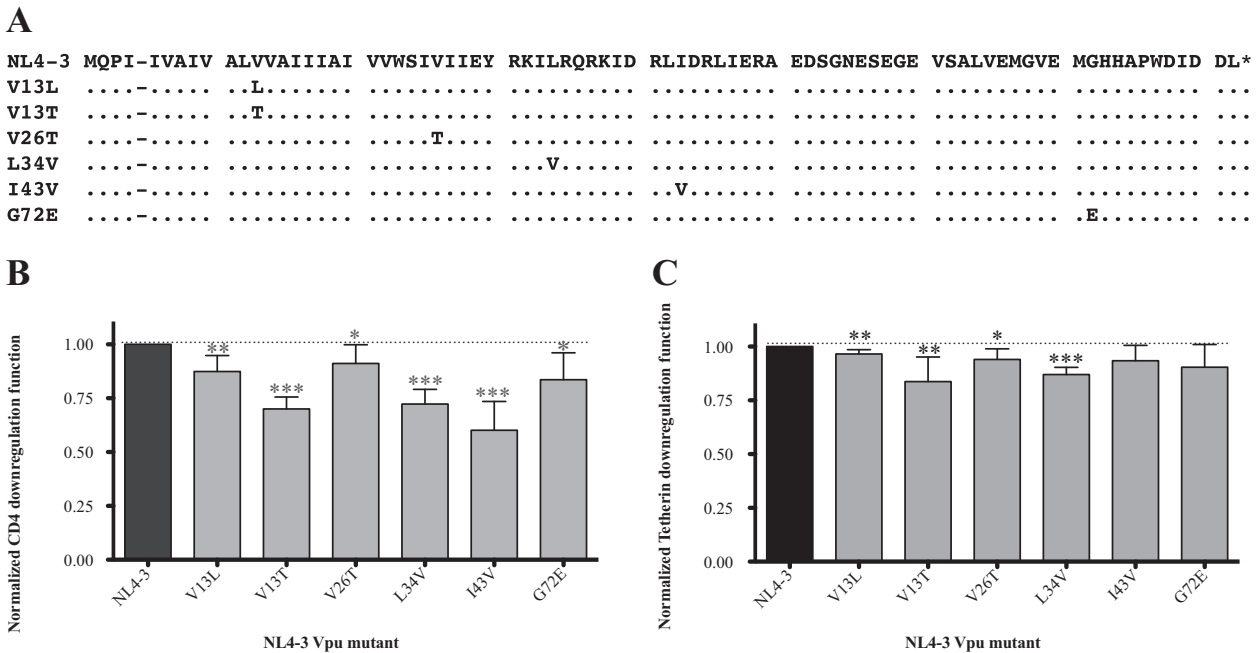 A
NL4-3 MQPI-IVAIV ALVVAIIIAI VVWSIVIIEY RKILRQRKID RLIDRLIERA EDSGNESEGE VSALVEMGVE MGHHAPWDID DL*
V13L ....-..... ..L....... .......... .......... .......... .......... .......... .......... ...
V13T ....-..... ..T....... .......... .......... .......... .......... .......... .......... ...
V26T ....-..... .......... .....T.... .......... .......... .......... .......... .......... ...
L34V ....-..... .......... .......... ...V...... .......... .......... .......... .......... ...
I43V ....-..... .......... .......... .......... ..V....... .......... .......... .......... ...
G72E ....-..... .......... .......... .......... .......... .......... .......... .E........ ...
B
Normalized CD4 downregulation function
1.00
0.75
0.50
0.25
0.00
** *** * *** *** *
NL4-3 V13L V13T V26T L34V I43V G72E
NL4-3 Vpu mutant
C
Normalized Tetherin downregulation function
1.00
0.75
0.50
0.25
0.00
** ** * ***
NL4-3 V13L V13T V26T L34V I43V G72E
NL4-3 Vpu mutant